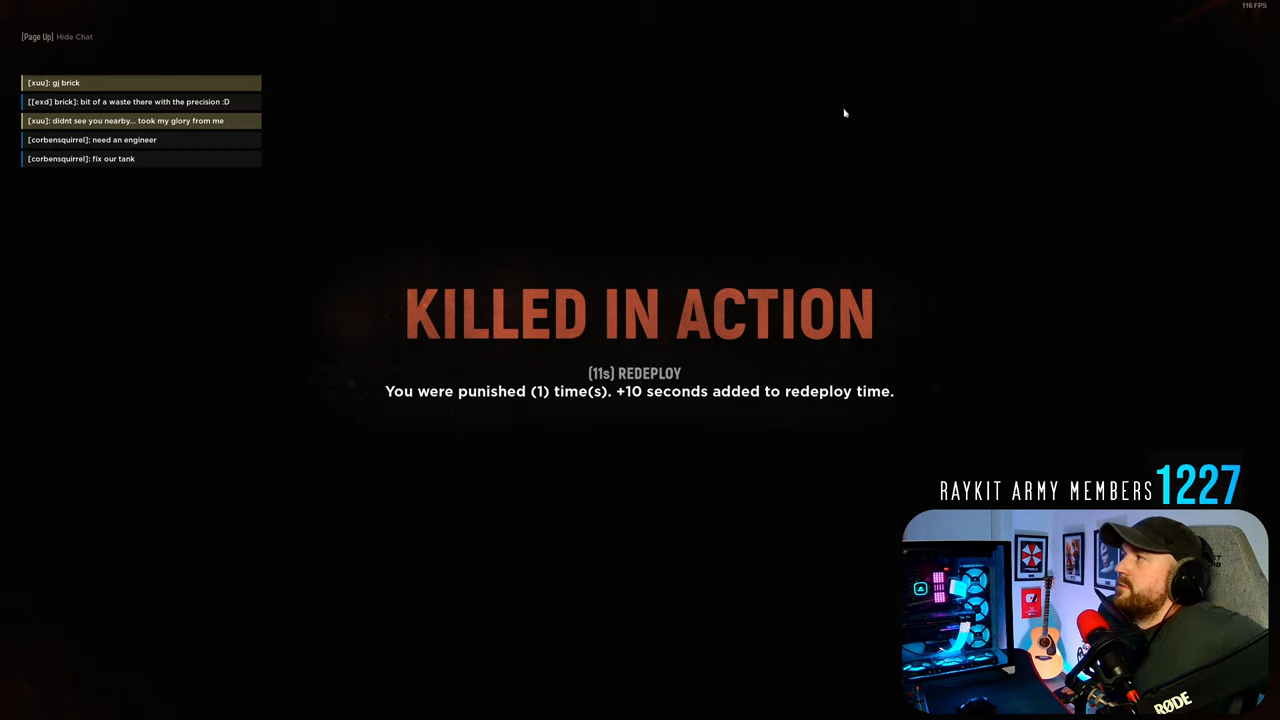 116 FPS
[Page Up] Hide Chat
[xuu]: gj brick
[[exd] brick]: bit of a waste there with the precision :D
[xuu]: didnt see you nearby... took my glory from me
[corbensquirrel]: need an engineer
[corbensquirrel]: fix our tank
KILLED IN ACTION
(11s) REDEPLOY
You were punished (1) time(s). +10 seconds added to redeploy time.
RAYKIT ARMY MEMBERS 1227
RØDE